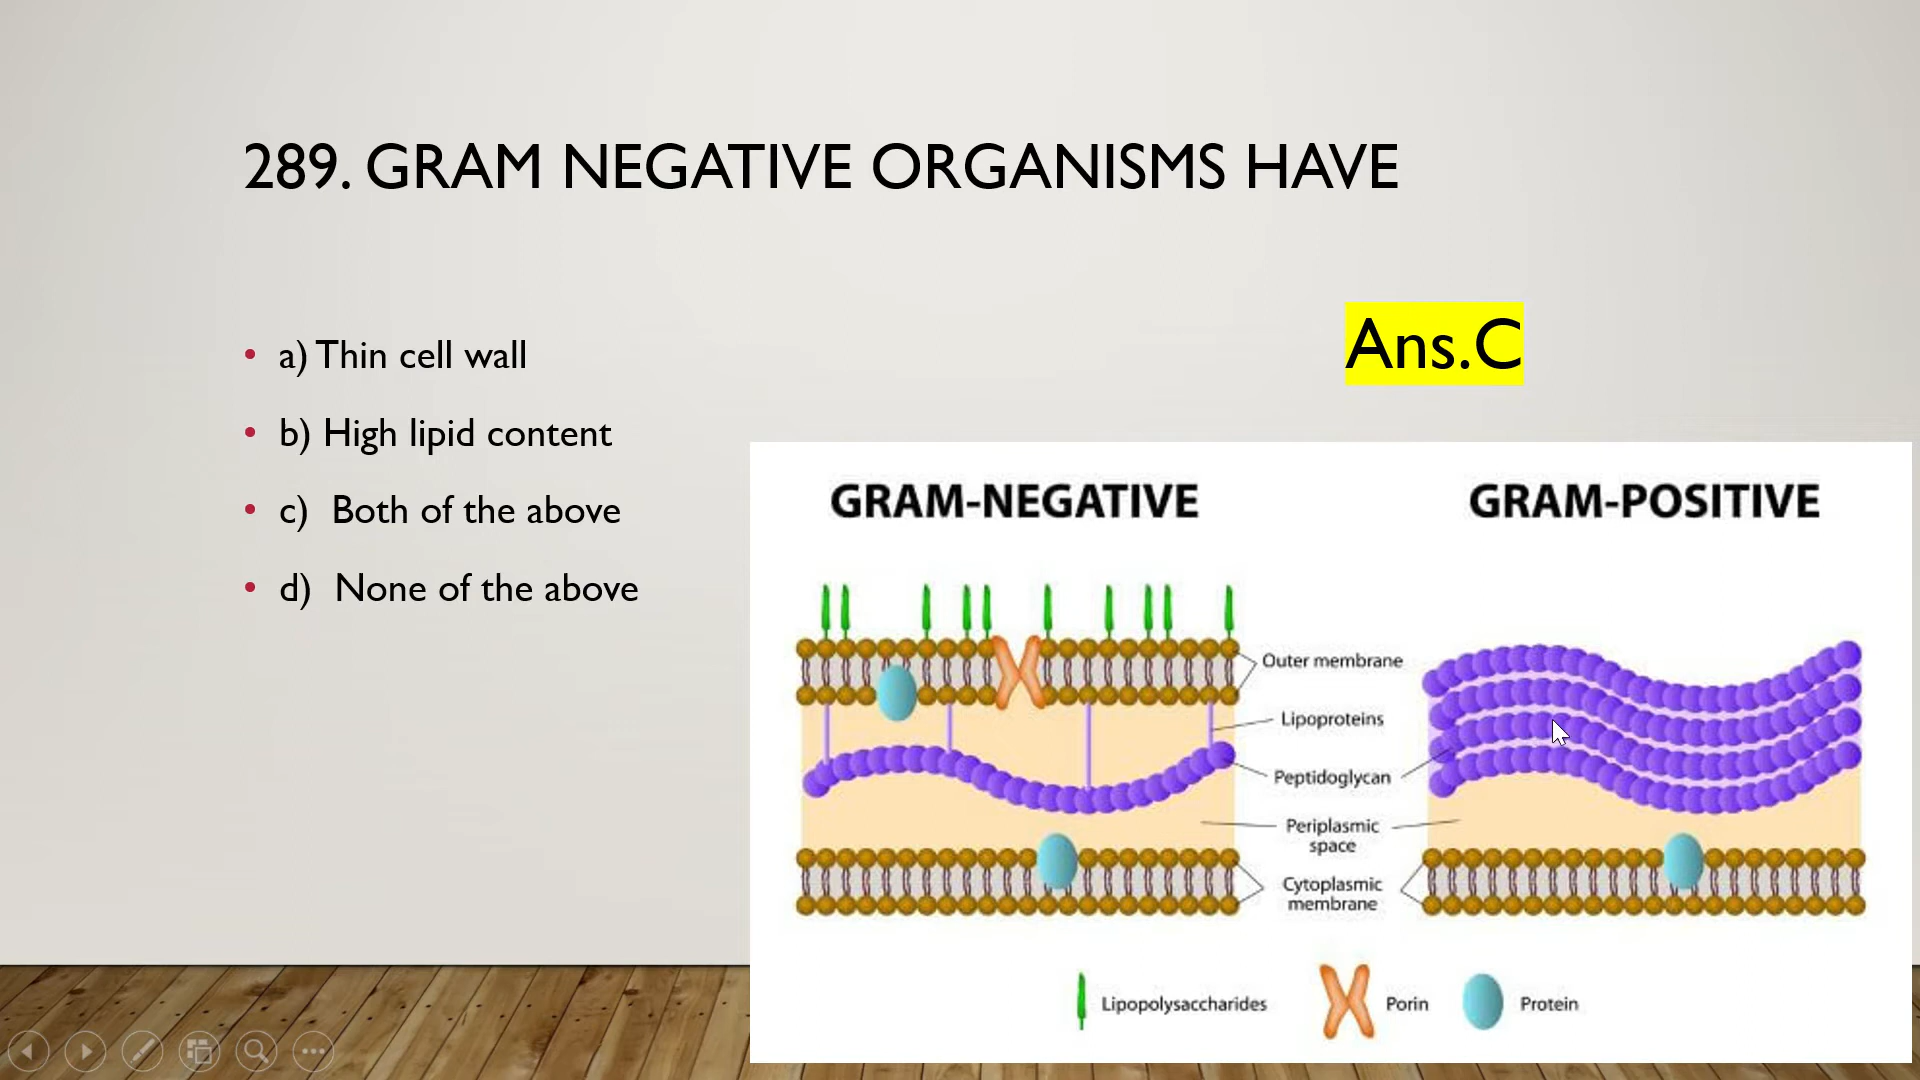 289. GRAM NEGATIVE ORGANISMS HAVE
• a) Thin cell wall
• b) High lipid content
• c) Both of the above
• d) None of the above
Ans.C
GRAM-NEGATIVE
GRAM-POSITIVE
Outer membrane
Lipoproteins
Peptidoglycan
Periplasmic
space
Cytoplasmic
membrane
Lipopolysaccharides
Porin
Protein